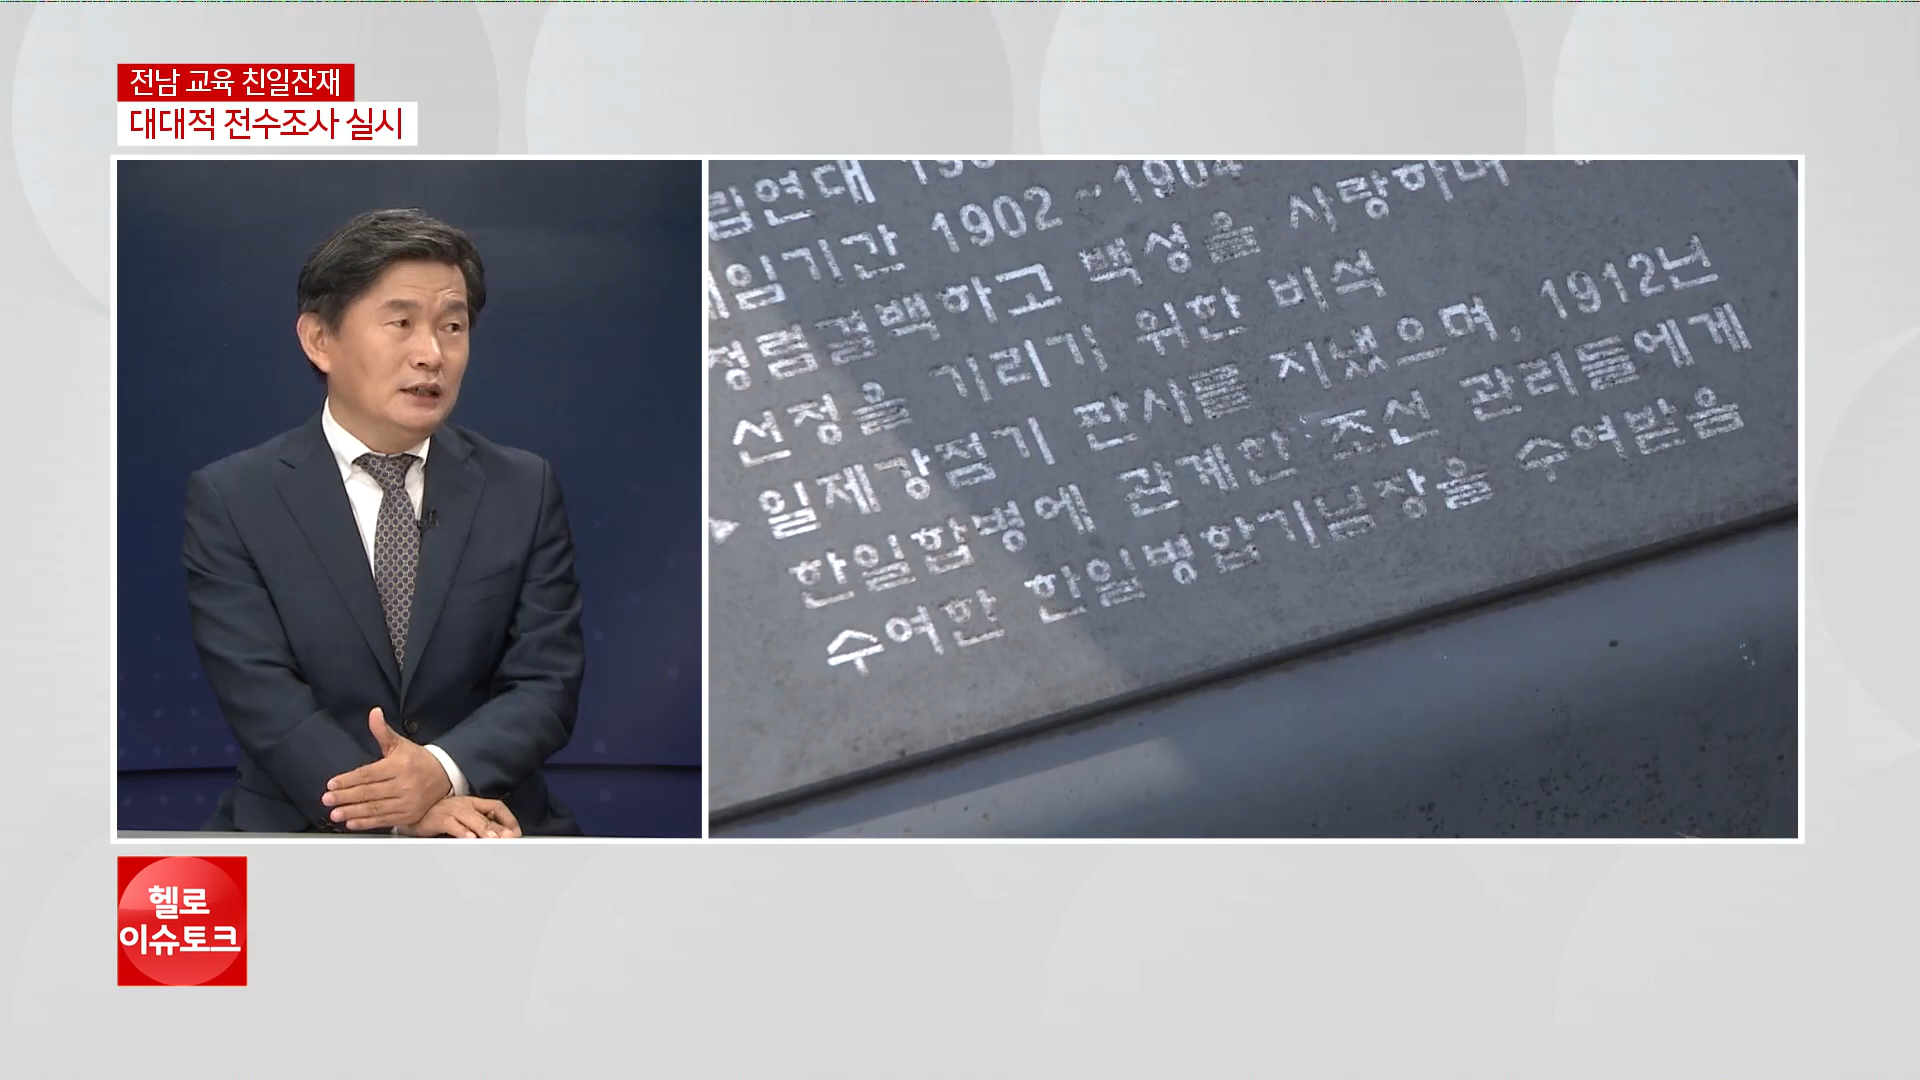 전남 교육 친일잔재
대대적 전수조사 실시
립연대
재임기간 1902 ~ 1904
청렴결백하고 백성을 사랑하며
선정을 기리기 위한 비석
▶ 일제강점기 판사를 지냈으며, 1912년
한일합병에 관계한 조선 관리들에게
수여한 한일병합기념장을 수여받음
헬로
이슈토크